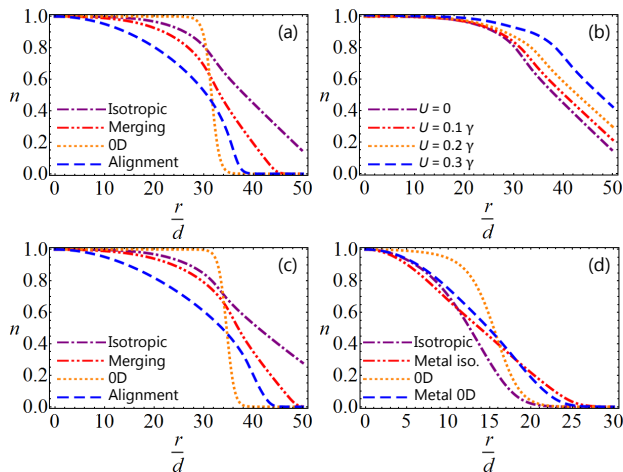 (a)
1.0
0.8
0.6
0.4
0.2
0.0
n
Isotropic
Merging
0D
Alignment
0 10 20 30 40 50
r
d
(b)
1.0
0.8
0.6
0.4
0.2
0.0
n
U = 0
U = 0.1 γ
U = 0.2 γ
U = 0.3 γ
0 10 20 30 40 50
r
d
(c)
1.0
0.8
0.6
0.4
0.2
0.0
n
Isotropic
Merging
0D
Alignment
0 10 20 30 40 50
r
d
(d)
1.0
0.8
0.6
0.4
0.2
0.0
n
Isotropic
Metal iso.
0D
Metal 0D
0 5 10 15 20 25 30
r
d